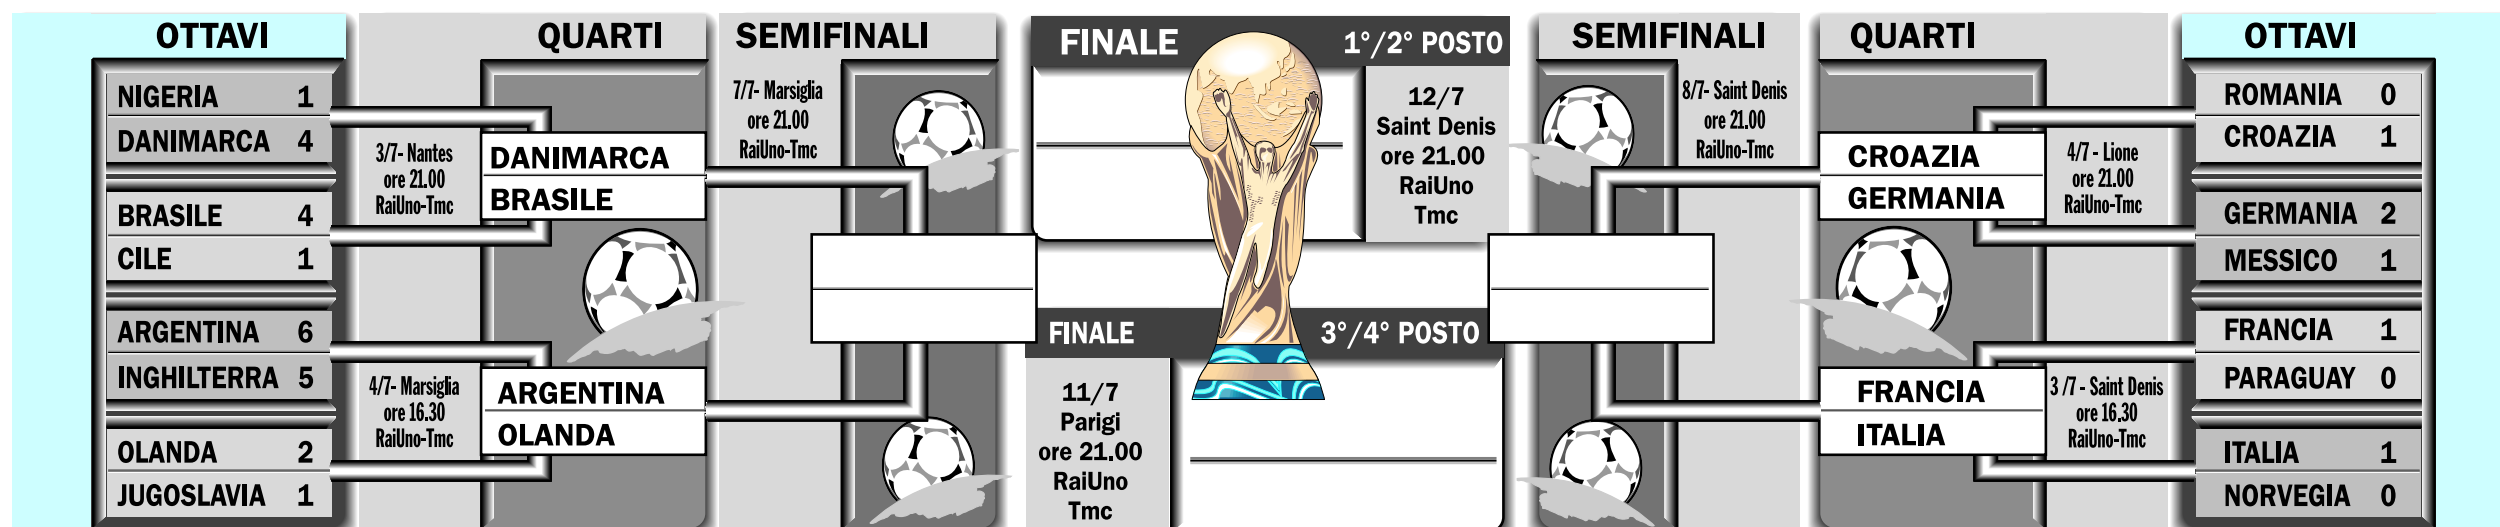 OTTAVI
NIGERIA 1
DANIMARCA 4
BRASILE 4
CILE 1
ARGENTINA 6
INGHILTERRA 5
OLANDA 2
JUGOSLAVIA 1
QUARTI
3/7- Nantes
ore 21.00
RaiUno-Tmc
DANIMARCA
BRASILE
4/7- Marsiglia
ore 16.30
RaiUno-Tmc
ARGENTINA
OLANDA
SEMIFINALI
7/7- Marsiglia
ore 21.00
RaiUno-Tmc
FINALE 1°/2° POSTO
12/7
Saint Denis
ore 21.00
RaiUno
Tmc
FINALE 3°/4° POSTO
11/7
Parigi
ore 21.00
RaiUno
Tmc
SEMIFINALI
8/7- Saint Denis
ore 21.00
RaiUno-Tmc
QUARTI
CROAZIA
GERMANIA
4/7 - Lione
ore 21.00
RaiUno-Tmc
FRANCIA
ITALIA
3 /7 - Saint Denis
ore 16.30
RaiUno-Tmc
OTTAVI
ROMANIA 0
CROAZIA 1
GERMANIA 2
MESSICO 1
FRANCIA 1
PARAGUAY 0
ITALIA 1
NORVEGIA 0